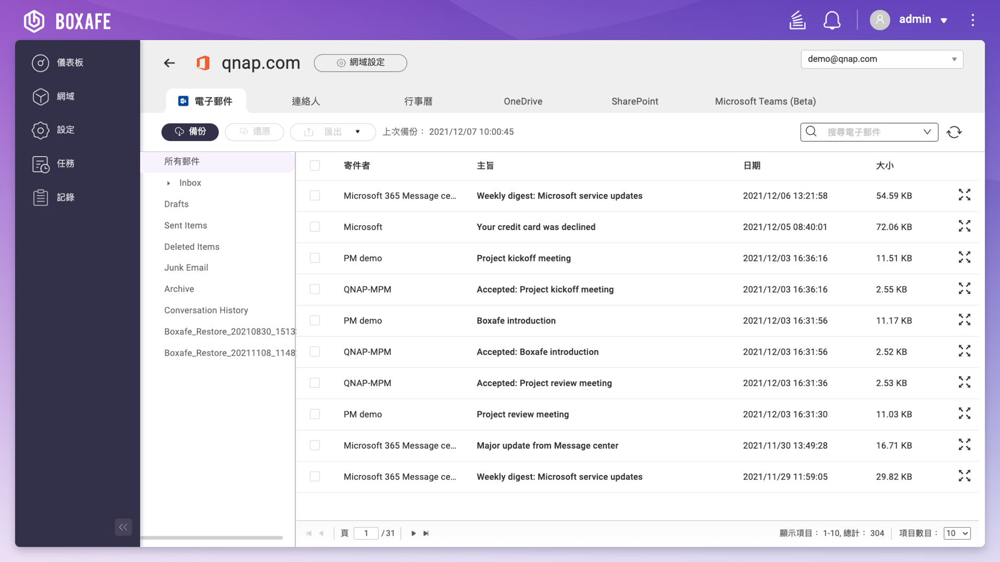 BOXAFE
admin
儀表板
網域
設定
任務
記錄
qnap.com
網域設定
demo@qnap.com
電子郵件
連絡人
行事曆
OneDrive
SharePoint
Microsoft Teams (Beta)
備份
還原
匯出
上次備份： 2021/12/07 10:00:45
搜尋電子郵件
所有郵件
Inbox
Drafts
Sent Items
Deleted Items
Junk Email
Archive
Conversation History
Boxafe_Restore_20210830_1513
Boxafe_Restore_20211108_1148
寄件者 主旨 日期 大小
Microsoft 365 Message ce... Weekly digest: Microsoft service updates 2021/12/06 13:21:58 54.59 KB
Microsoft Your credit card was declined 2021/12/05 08:40:01 72.06 KB
PM demo Project kickoff meeting 2021/12/03 16:36:16 11.51 KB
QNAP-MPM Accepted: Project kickoff meeting 2021/12/03 16:36:16 2.55 KB
PM demo Boxafe introduction 2021/12/03 16:31:56 11.17 KB
QNAP-MPM Accepted: Boxafe introduction 2021/12/03 16:31:56 2.52 KB
QNAP-MPM Accepted: Project review meeting 2021/12/03 16:31:36 2.53 KB
PM demo Project review meeting 2021/12/03 16:31:30 11.03 KB
Microsoft 365 Message ce... Major update from Message center 2021/11/30 13:49:28 16.71 KB
Microsoft 365 Message ce... Weekly digest: Microsoft service updates 2021/11/29 11:59:05 29.82 KB
頁 1 /31
顯示項目： 1-10, 總計： 304
項目數目： 10